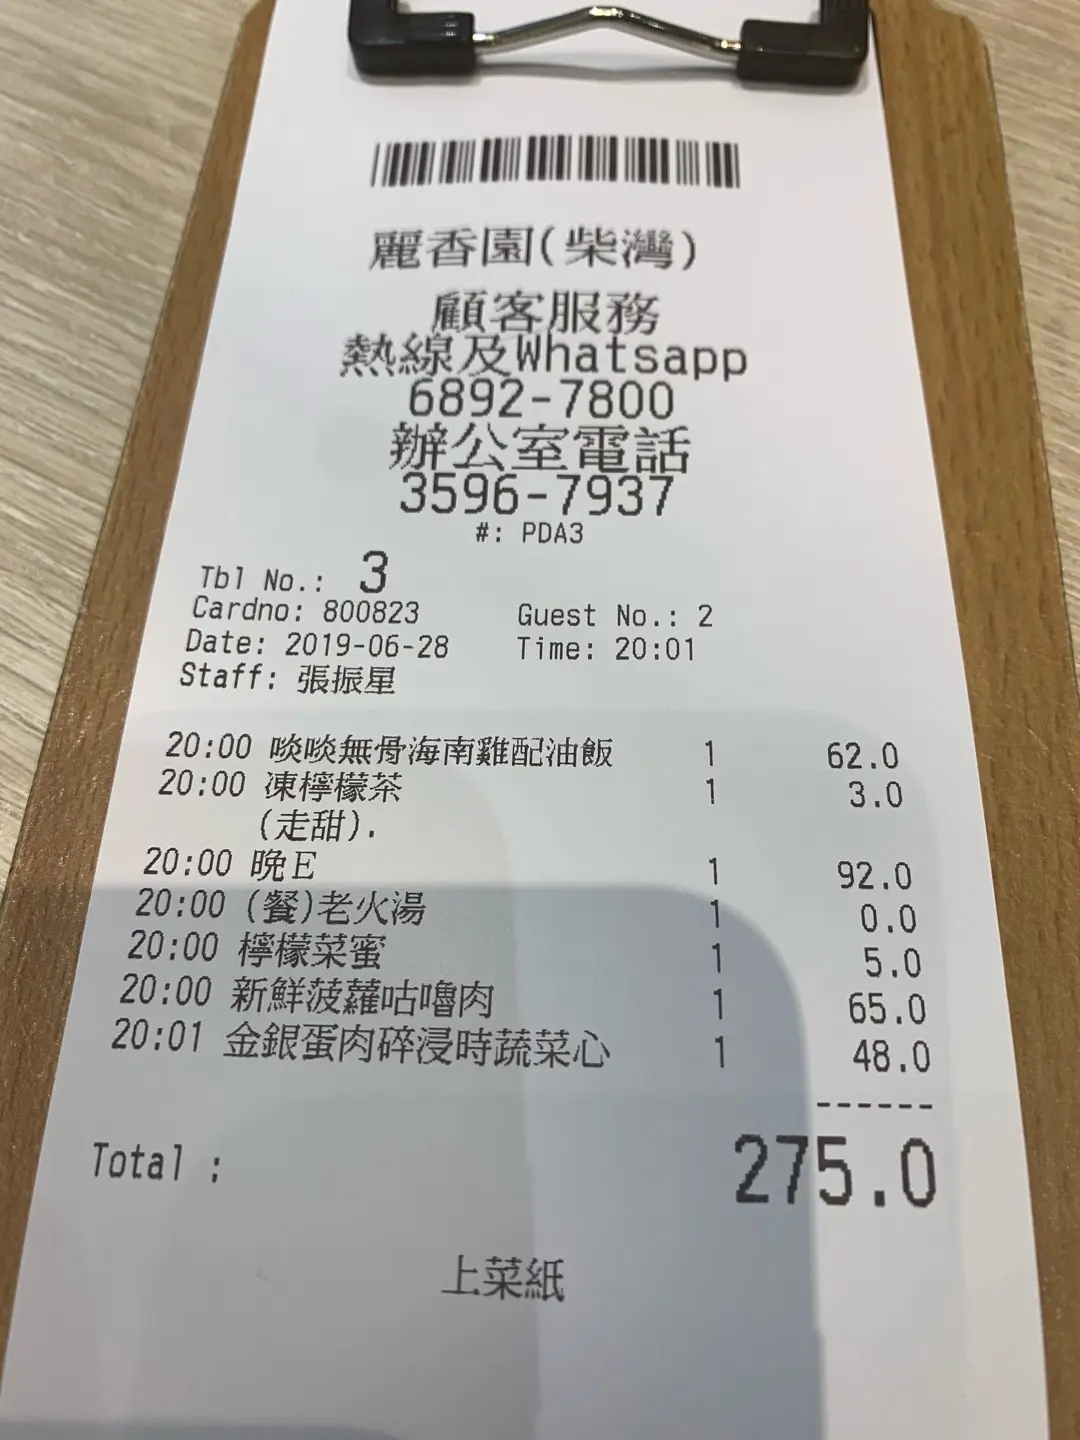 麗香園(柴灣)
顧客服務
熱線及Whatsapp
6892-7800
辦公室電話
3596-7937
#: PDA3
Tbl No.: 3
Cardno: 800823 Guest No.: 2
Date: 2019-06-28 Time: 20:01
Staff: 張振星
20:00 啖啖無骨海南雞配油飯 1 62.0
20:00 凍檸檬茶 1 3.0
(走甜).
20:00 晚E 1 92.0
20:00 (餐)老火湯 1 0.0
20:00 檸檬菜蜜 1 5.0
20:00 新鮮菠蘿咕嚕肉 1 65.0
20:01 金銀蛋肉碎浸時蔬菜心 1 48.0
------
Total : 275.0
上菜紙